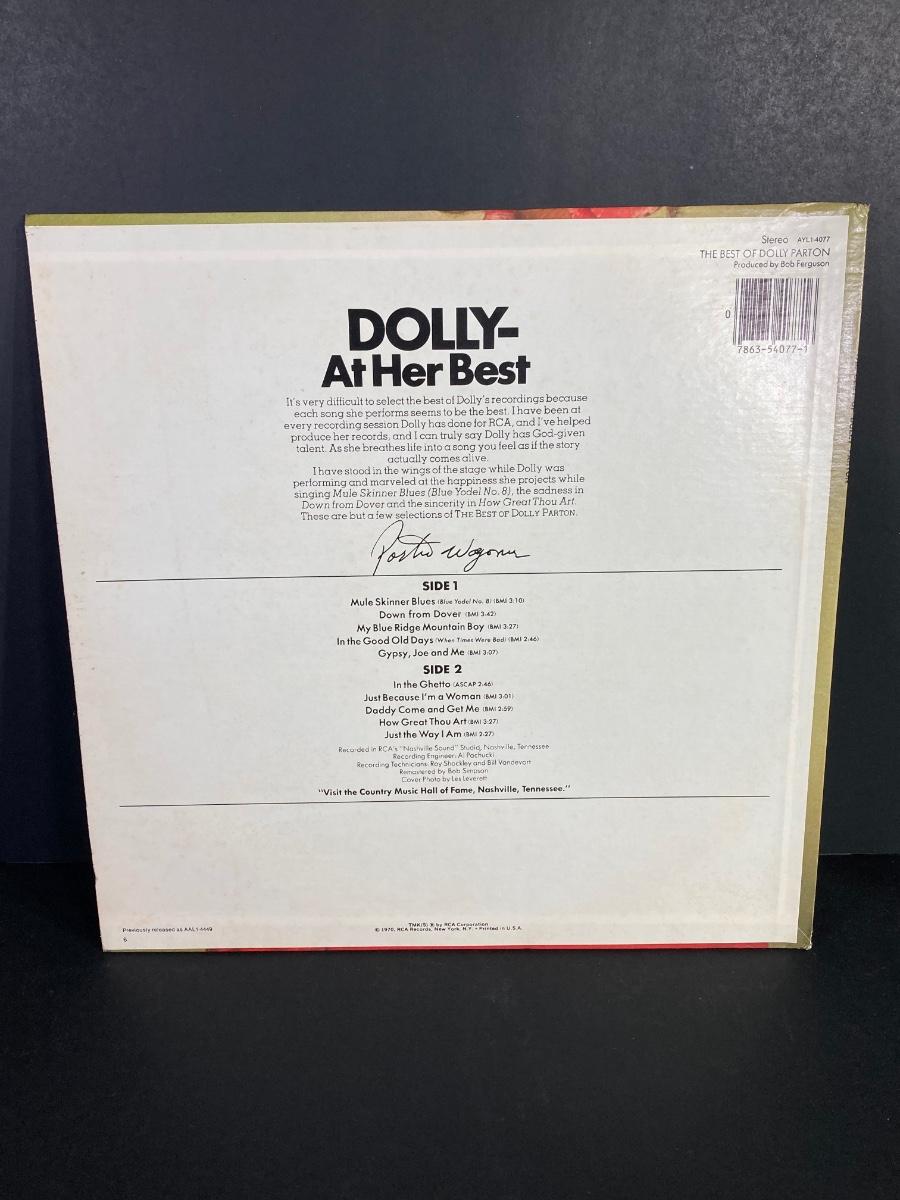 Stereo AYL1-4077
THE BEST OF DOLLY PARTON
Produced by Bob Ferguson
0
7863-54077-1
DOLLY-
At Her Best
It's very difficult to select the best of Dolly's recordings because
each song she performs seems to be the best. I have been at
every recording session Dolly has done for RCA, and I've helped
produce her records, and I can truly say Dolly has God-given
talent. As she breathes life into a song you feel as if the story
actually comes alive.
I have stood in the wings of the stage while Dolly was
performing and marveled at the happiness she projects while
singing Mule Skinner Blues (Blue Yodel No. 8), the sadness in
Down from Dover and the sincerity in How Great Thou Art.
These are but a few selections of THE BEST OF DOLLY PARTON.
Porter Wagoner
SIDE 1
Mule Skinner Blues (Blue Yodel No. 8) (BMI 3:10)
Down from Dover (BMI 3:42)
My Blue Ridge Mountain Boy (BMI 3:27)
In the Good Old Days (When Times Were Bad) (BMI 2:46)
Gypsy, Joe and Me (BMI 3:07)
SIDE 2
In the Ghetto (ASCAP 2:46)
Just Because I'm a Woman (BMI 3:01)
Daddy Come and Get Me (BMI 2:59)
How Great Thou Art (BMI 3:27)
Just the Way I Am (BMI 2:27)
Recorded in RCA's "Nashville Sound" Studio, Nashville, Tennessee
Recording Engineer: Al Pachucki
Recording Technicians: Roy Shockley and Bill Vandevort
Remastered by Bob Simpson
Cover Photo by Les Leverett
"Visit the Country Music Hall of Fame, Nashville, Tennessee."
TMK(S) ® by RCA Corporation
© 1970, RCA Records, New York, N.Y. • Printed in U.S.A.
Previously released as AAL1-4449
6